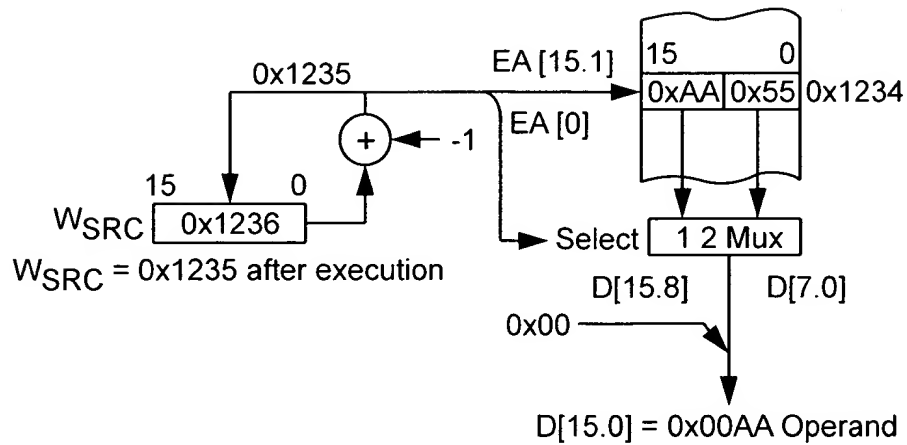 15 0
0x1235 EA [15.1]
0xAA 0x55 0x1234
EA [0]
+ -1
15 0
WSRC 0x1236 Select 1 2 Mux
WSRC = 0x1235 after execution
D[15.8] D[7.0]
0x00
D[15.0] = 0x00AA Operand